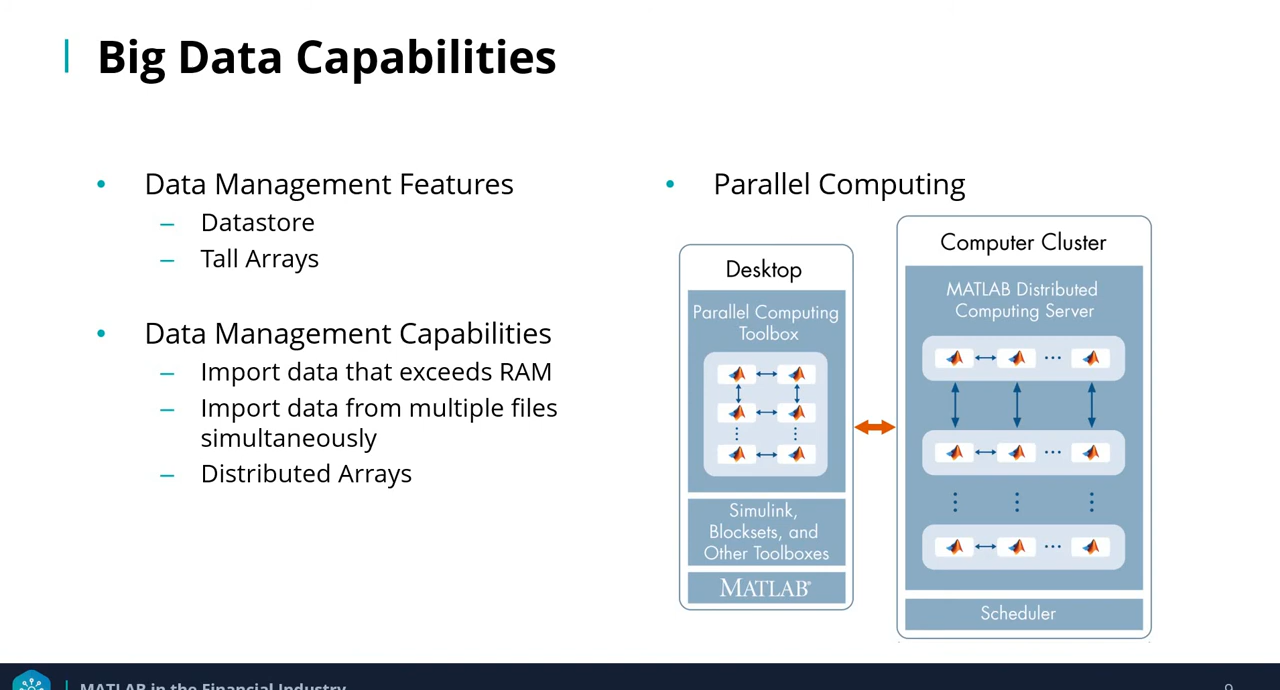 Big Data Capabilities
• Data Management Features
– Datastore
– Tall Arrays
• Data Management Capabilities
– Import data that exceeds RAM
– Import data from multiple files
simultaneously
– Distributed Arrays
• Parallel Computing
Desktop
Parallel Computing
Toolbox
Simulink,
Blocksets, and
Other Toolboxes
MATLAB®
Computer Cluster
MATLAB Distributed
Computing Server
Scheduler
MATLAB in the Financial Industry